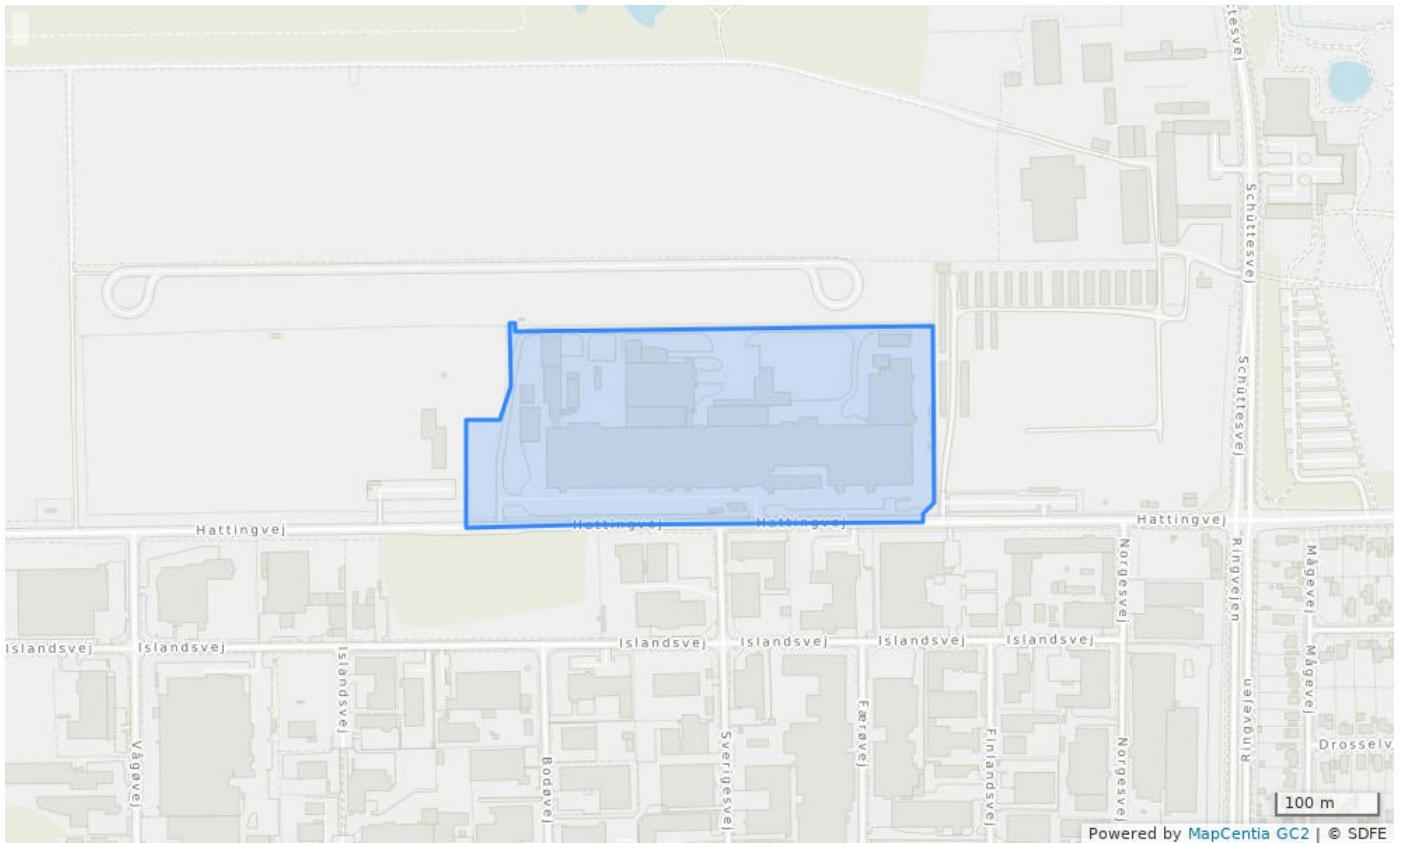 ttesvej
Schüttesvej
Schüttesvej
Hattingvej
Hattingvej
Hattingvej
Hattingvej
Norgesvej
Ringvejen
Mågevej
Islandsvej
Islandsvej
Islandsvej
Islandsvej
Islandsvej
Islandsvej
Islandsvej
Mågevej
Ringvejen
Færøvej
Finlandsvej
Norgesvej
Sverigesvej
Bodøvej
Vågøvej
Drosselv
100 m
Powered by MapCentia GC2 | © SDFE